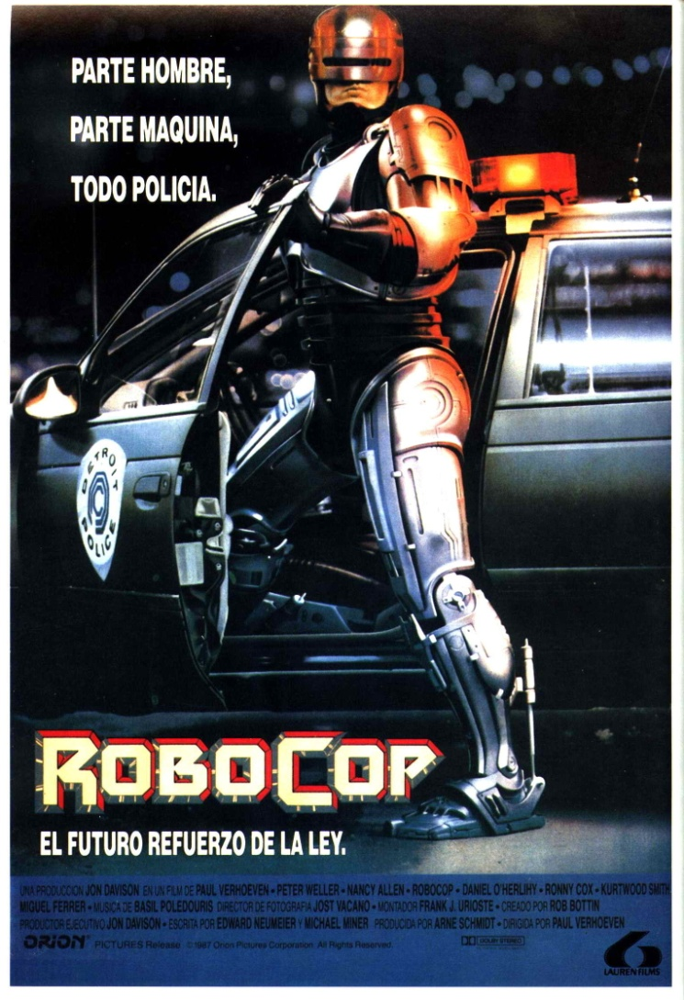 PARTE HOMBRE,
PARTE MAQUINA,
TODO POLICIA.
DETROIT
POLICE
ROBOCOP
EL FUTURO REFUERZO DE LA LEY.
UNA PRODUCCION JON DAVISON EN UN FILM DE PAUL VERHOEVEN • PETER WELLER • NANCY ALLEN • ROBOCOP • DANIEL O'HERLIHY • RONNY COX • KURTWOOD SMITH
MIGUEL FERRER • MUSICA DE BASIL POLEDOURIS DIRECTOR DE FOTOGRAFIA JOST VACANO • MONTADOR FRANK J. URIOSTE • CREADO POR ROB BOTTIN
PRODUCTOR EJECUTIVO JON DAVISON • ESCRITA POR EDWARD NEUMEIER Y MICHAEL MINER PRODUCIDA POR ARNE SCHMIDT • DIRIGIDA POR PAUL VERHOEVEN
ORION PICTURES Release ©1987 Orion Pictures Corporation. All Rights Reserved. DOLBY STEREO
LAUREN FILMS